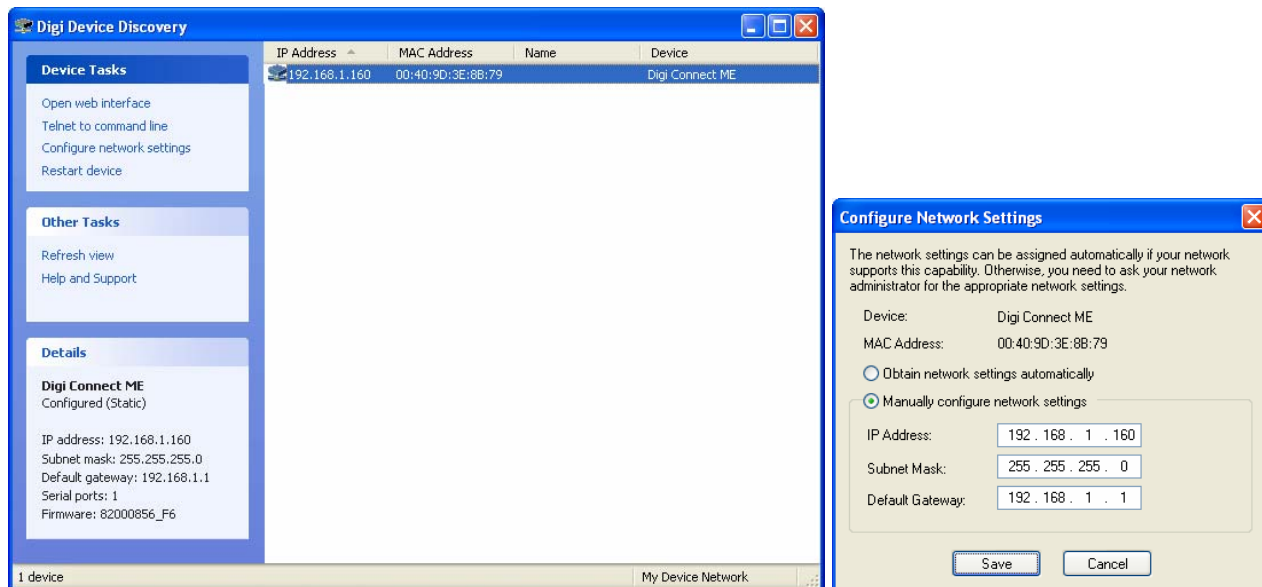 Digi Device Discovery
Device Tasks
Open web interface
Telnet to command line
Configure network settings
Restart device
Other Tasks
Refresh view
Help and Support
Details
Digi Connect ME
Configured (Static)
IP address: 192.168.1.160
Subnet mask: 255.255.255.0
Default gateway: 192.168.1.1
Serial ports: 1
Firmware: 82000856_F6
IP Address MAC Address Name Device
192.168.1.160 00:40:9D:3E:8B:79 Digi Connect ME
1 device My Device Network
Configure Network Settings
The network settings can be assigned automatically if your network
supports this capability. Otherwise, you need to ask your network
administrator for the appropriate network settings.
Device: Digi Connect ME
MAC Address: 00:40:9D:3E:8B:79
Obtain network settings automatically
Manually configure network settings
IP Address: 192 . 168 . 1 . 160
Subnet Mask: 255 . 255 . 255 . 0
Default Gateway: 192 . 168 . 1 . 1
Save Cancel